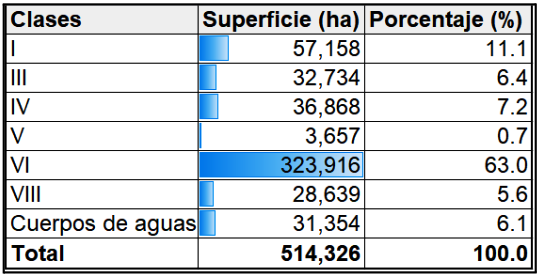 Clases Superficie (ha) Porcentaje (%)
I 57,158 11.1
III 32,734 6.4
IV 36,868 7.2
V 3,657 0.7
VI 323,916 63.0
VIII 28,639 5.6
Cuerpos de aguas 31,354 6.1
Total 514,326 100.0